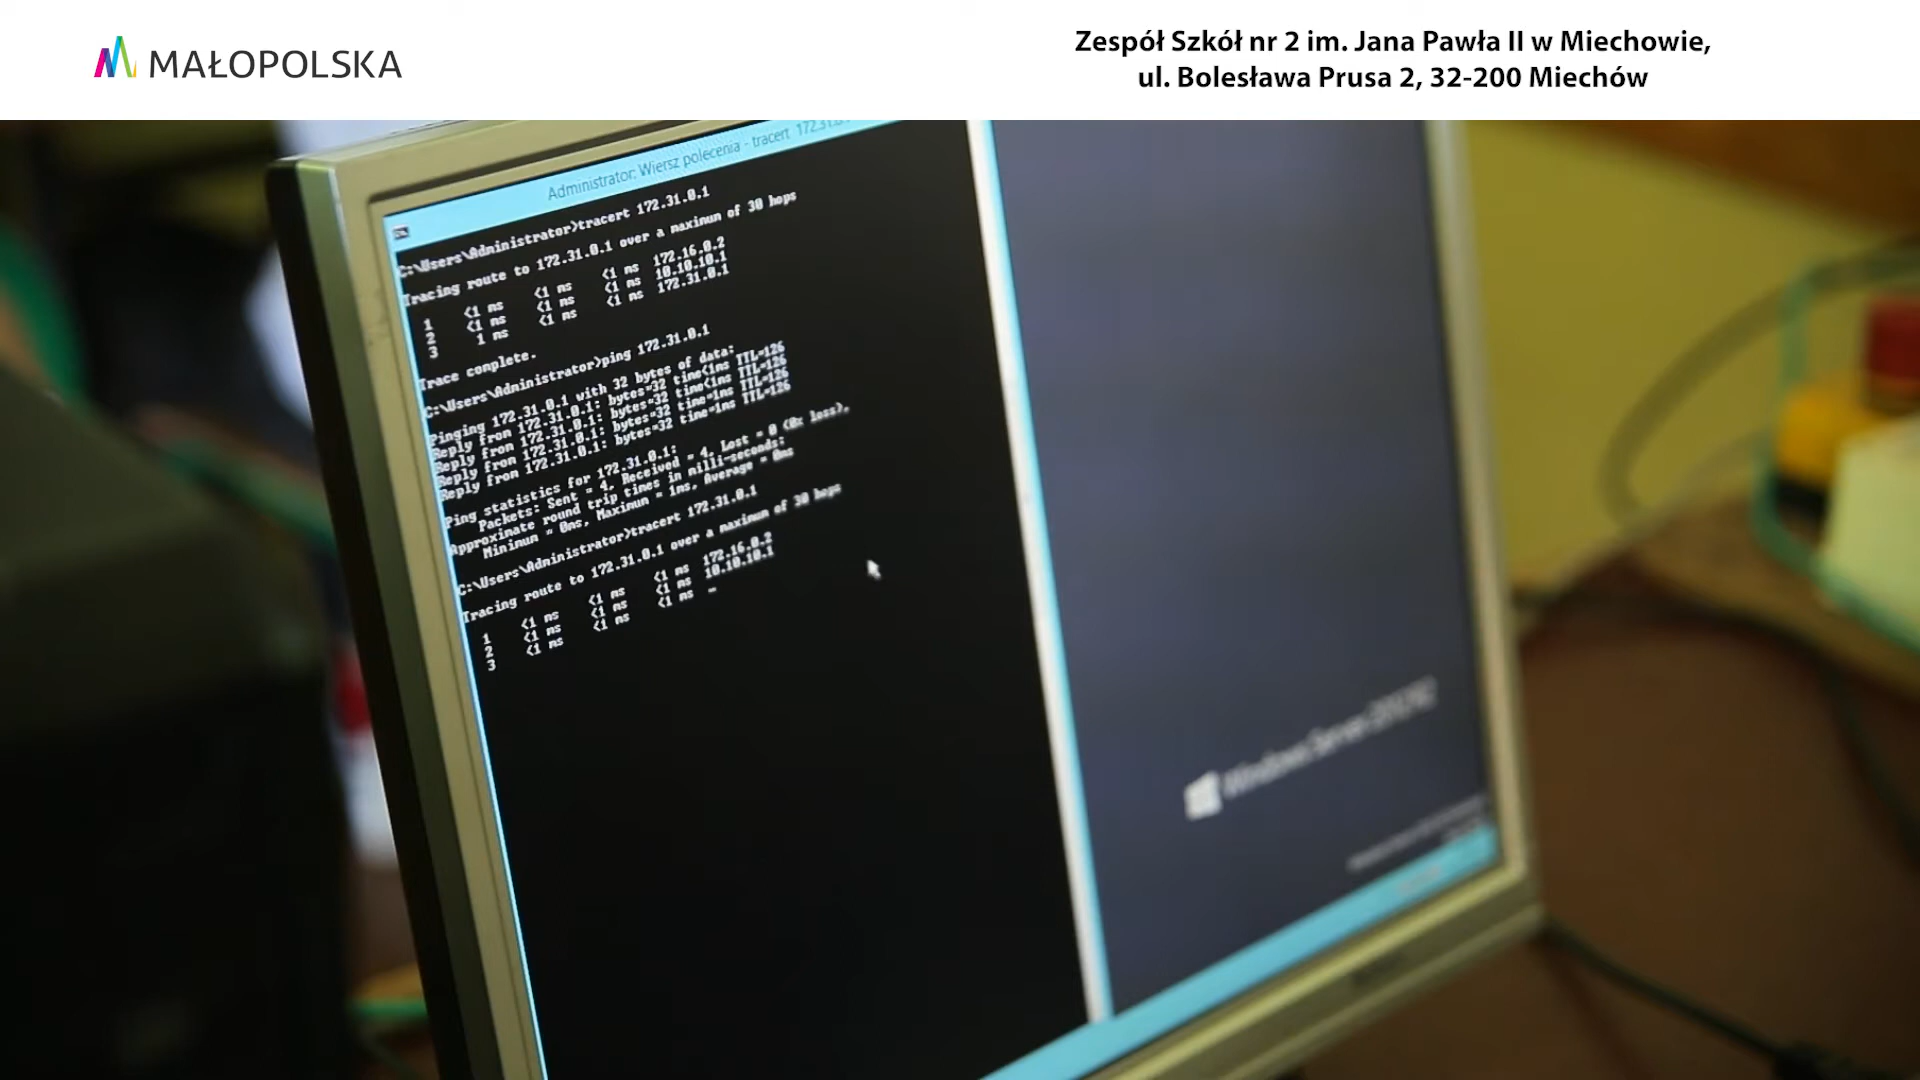 MAŁOPOLSKA
Zespół Szkół nr 2 im. Jana Pawła II w Miechowie,
ul. Bolesława Prusa 2, 32-200 Miechów
Administrator: Wiersz polecenia - tracert 172.31.0.1
C:\Users\Administrator>tracert 172.31.0.1
Tracing route to 172.31.0.1 over a maximum of 30 hops
1 <1 ms <1 ms <1 ms 172.16.0.2
2 <1 ms <1 ms <1 ms 10.10.10.1
3 1 ms <1 ms <1 ms 172.31.0.1
Trace complete.
C:\Users\Administrator>ping 172.31.0.1
Pinging 172.31.0.1 with 32 bytes of data:
Reply from 172.31.0.1: bytes=32 time<1ms TTL=126
Reply from 172.31.0.1: bytes=32 time<1ms TTL=126
Reply from 172.31.0.1: bytes=32 time=1ms TTL=126
Reply from 172.31.0.1: bytes=32 time=1ms TTL=126
Ping statistics for 172.31.0.1:
Packets: Sent = 4, Received = 4, Lost = 0 (0% loss),
Approximate round trip times in milli-seconds:
Minimum = 0ms, Maximum = 1ms, Average = 0ms
C:\Users\Administrator>tracert 172.31.0.1
Tracing route to 172.31.0.1 over a maximum of 30 hops
1 <1 ms <1 ms <1 ms 172.16.0.2
2 <1 ms <1 ms <1 ms 10.10.10.1
3 <1 ms <1 ms <1 ms _
Windows Server 2012 R2